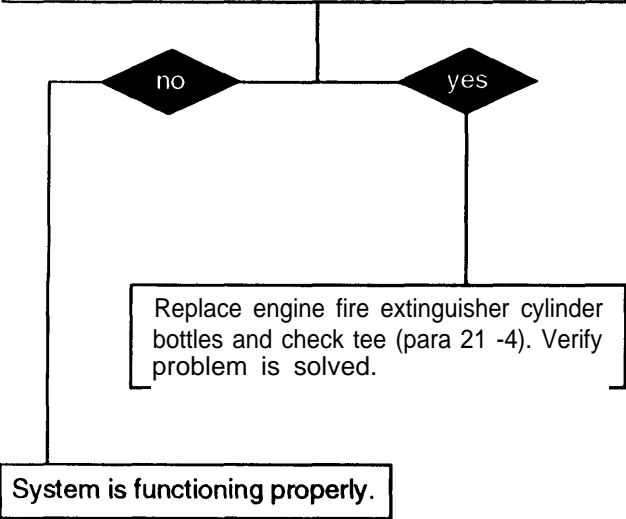 no
yes
Replace engine fire extinguisher cylinder
bottles and check tee (para 21 -4). Verify
problem is solved.
System is functioning properly.